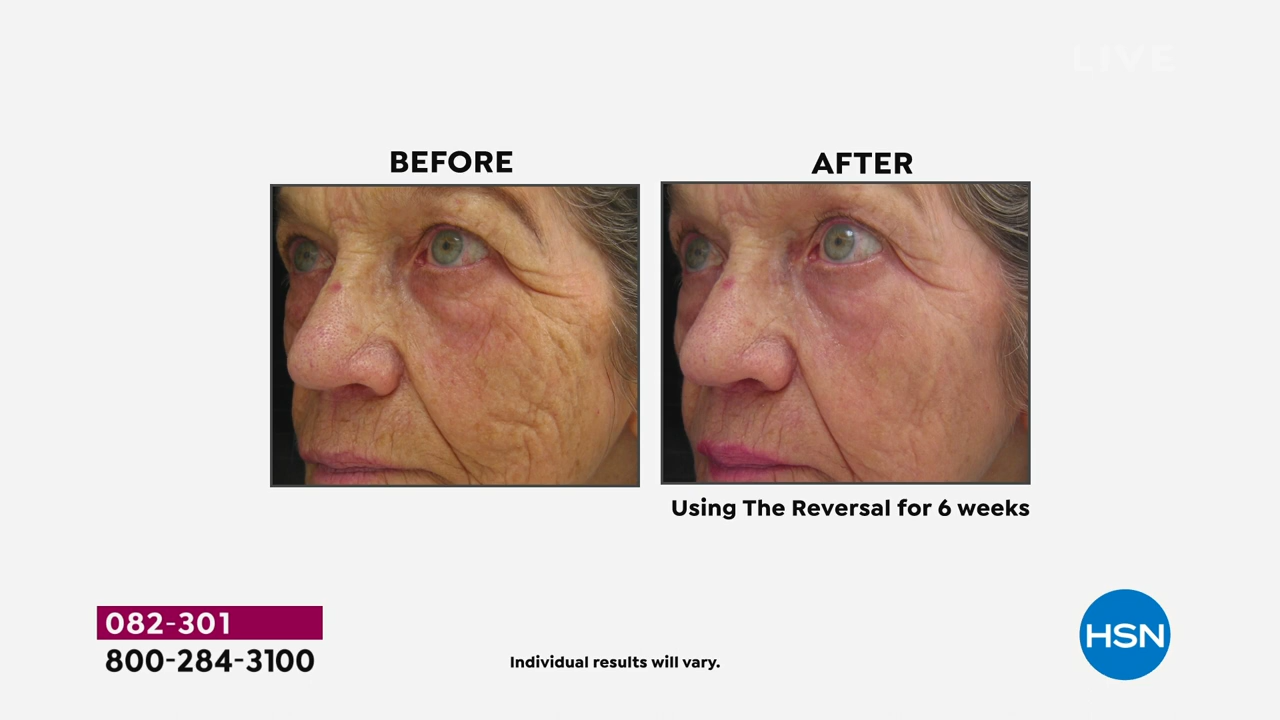 LIVE
BEFORE
AFTER
Using The Reversal for 6 weeks
082-301
800-284-3100
Individual results will vary.
HSN